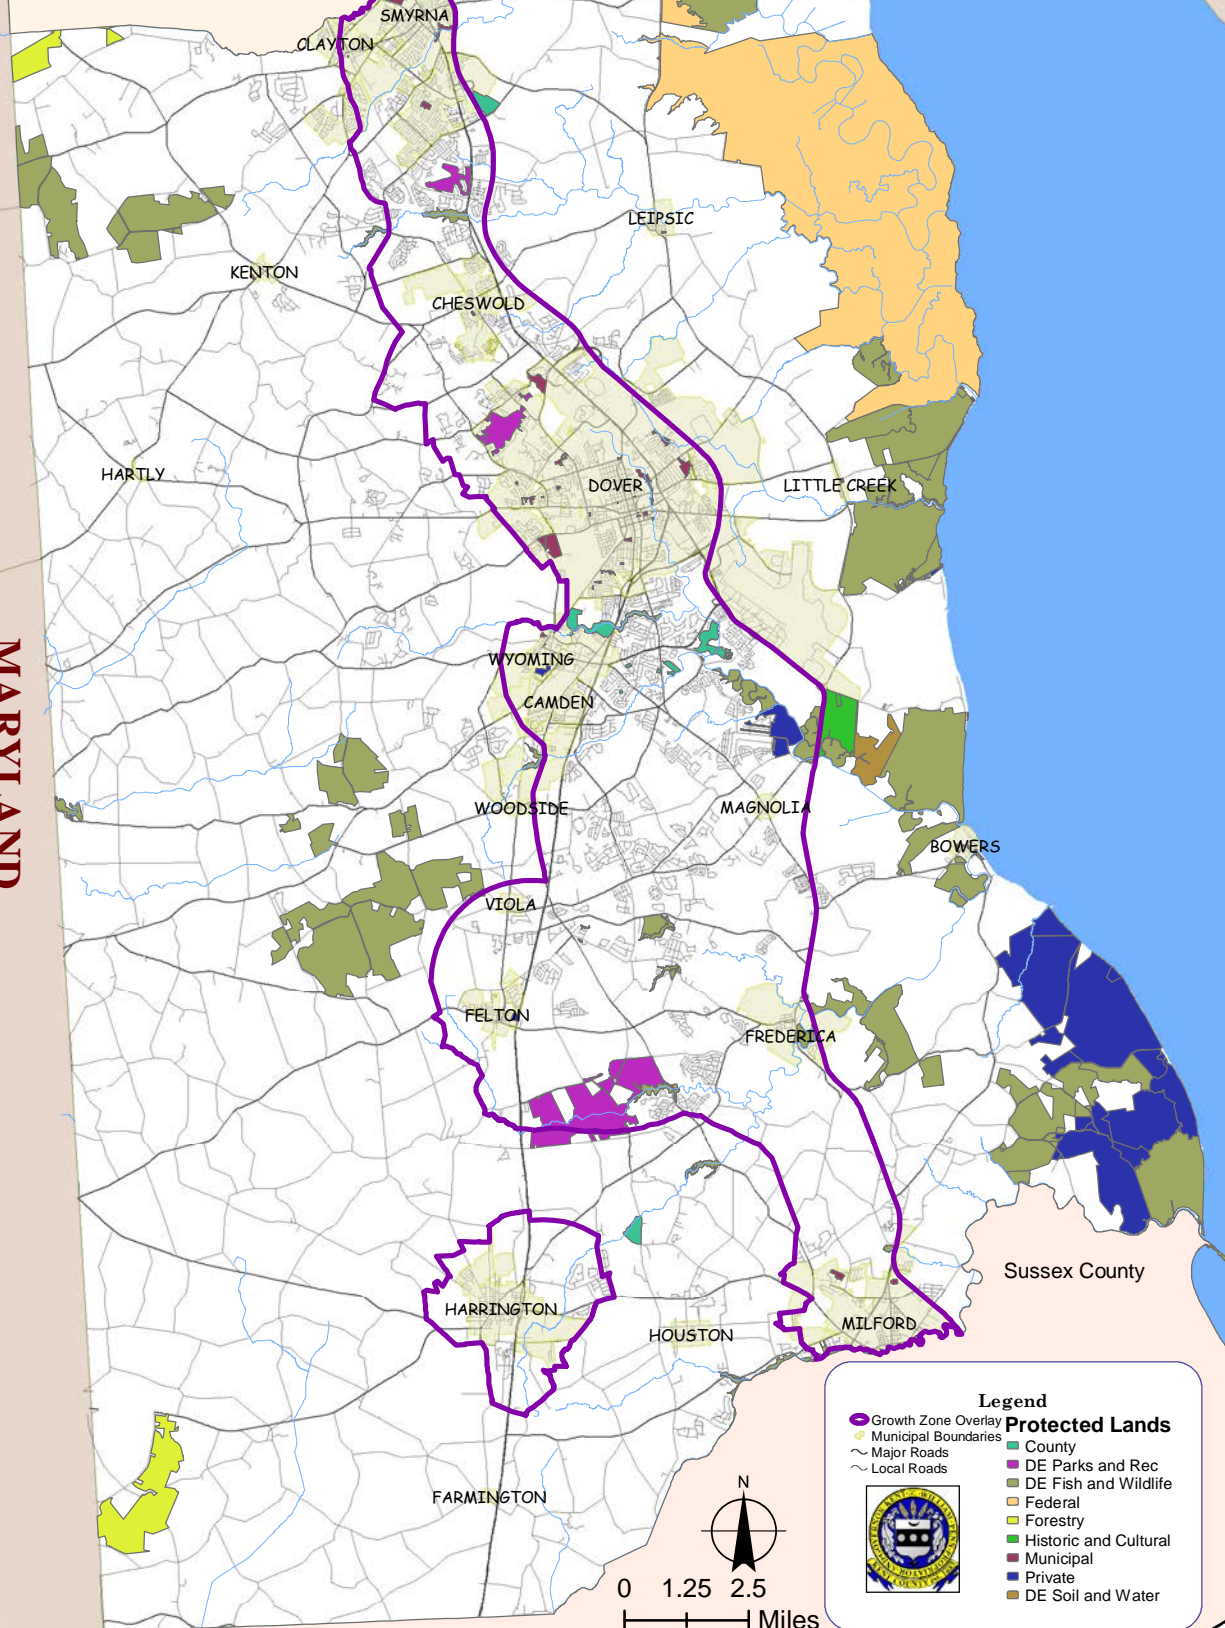 SMYRNA
CLAYTON
LEIPSIC
KENTON
CHESWOLD
HARTLY
DOVER
LITTLE CREEK
MARYLAND
WYOMING
CAMDEN
WOODSIDE
MAGNOLIA
BOWERS
VIOLA
FELTON
FREDERICA
Sussex County
HARRINGTON
MILFORD
HOUSTON
FARMINGTON
N
0 1.25 2.5
Miles
Legend
Growth Zone Overlay
Municipal Boundaries
Major Roads
Local Roads
Protected Lands
County
DE Parks and Rec
DE Fish and Wildlife
Federal
Forestry
Historic and Cultural
Municipal
Private
DE Soil and Water